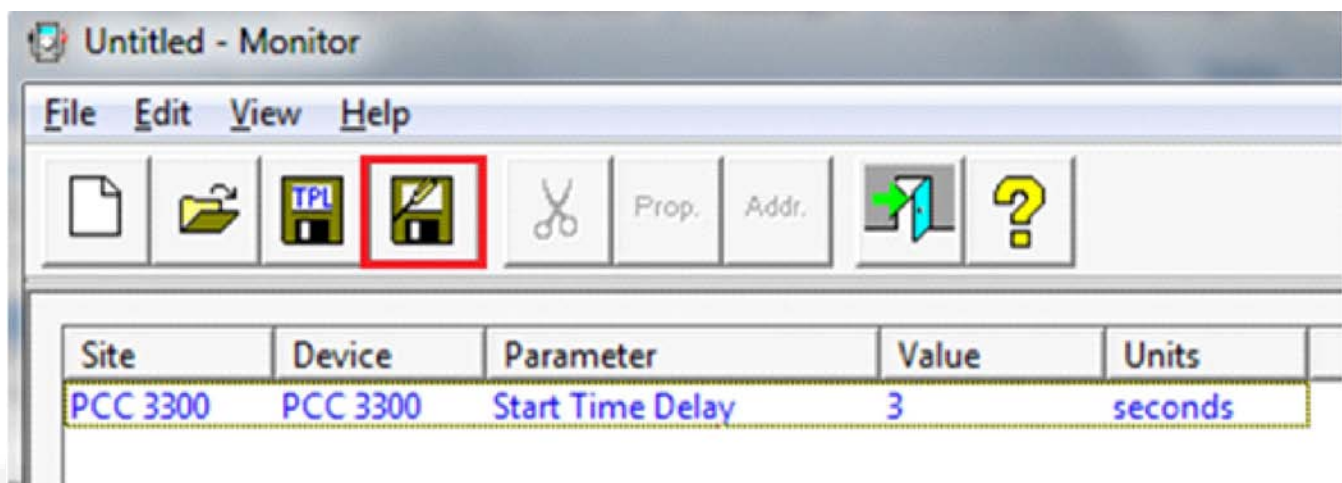 Untitled - Monitor
File Edit View Help
TPL Prop. Addr. ?
Site Device Parameter Value Units
PCC 3300 PCC 3300 Start Time Delay 3 seconds